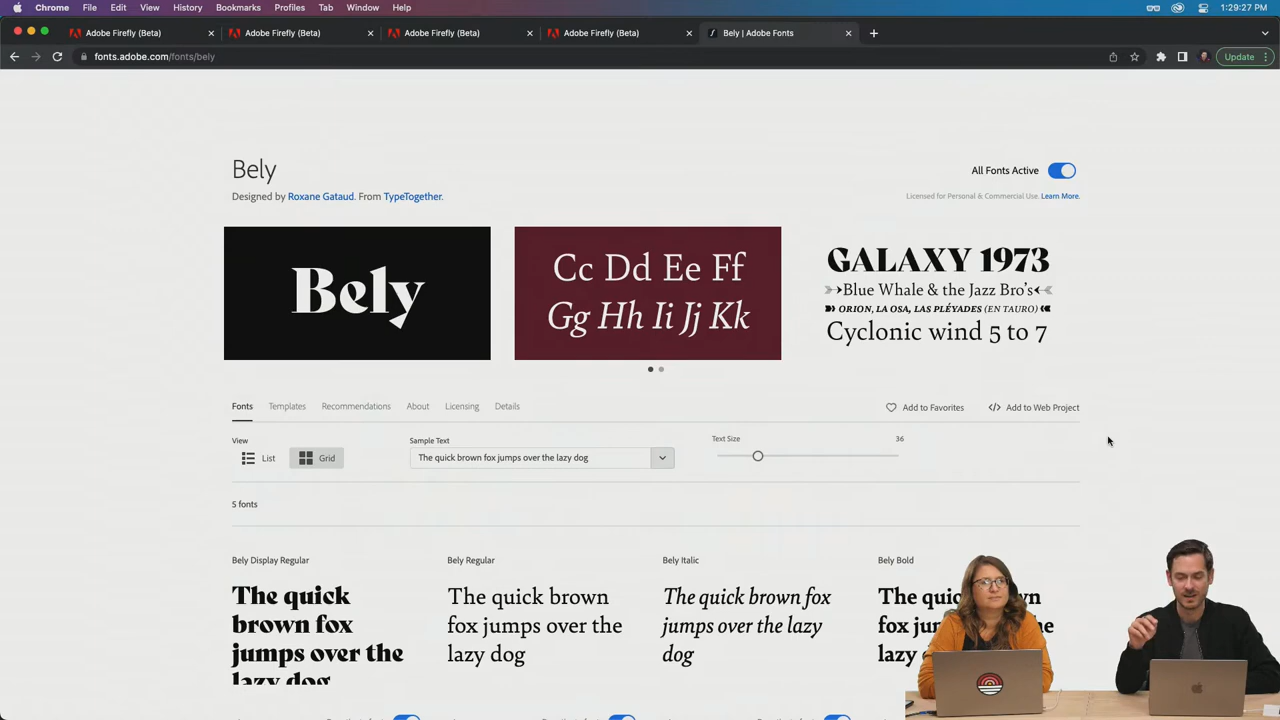 Chrome File Edit View History Bookmarks Profiles Tab Window Help 1:29:27 PM
Adobe Firefly (Beta) Adobe Firefly (Beta) Adobe Firefly (Beta) Adobe Firefly (Beta) Bely | Adobe Fonts
fonts.adobe.com/fonts/bely Update
Bely
All Fonts Active
Designed by Roxane Gataud. From TypeTogether.
Licensed for Personal & Commercial Use. Learn More.
Bely
Cc Dd Ee Ff
Gg Hh Ii Jj Kk
GALAXY 1973
Blue Whale & the Jazz Bro's
ORION, LA OSA, LAS PLÉYADES (EN TAURO)
Cyclonic wind 5 to 7
Fonts Templates Recommendations About Licensing Details Add to Favorites Add to Web Project
View Sample Text Text Size 36
List Grid The quick brown fox jumps over the lazy dog
5 fonts
Bely Display Regular
The quick
brown fox
jumps over the
lazy dog
Bely Regular
The quick brown
fox jumps over the
lazy dog
Bely Italic
The quick brown fox
jumps over the lazy
dog
Bely Bold
The
the